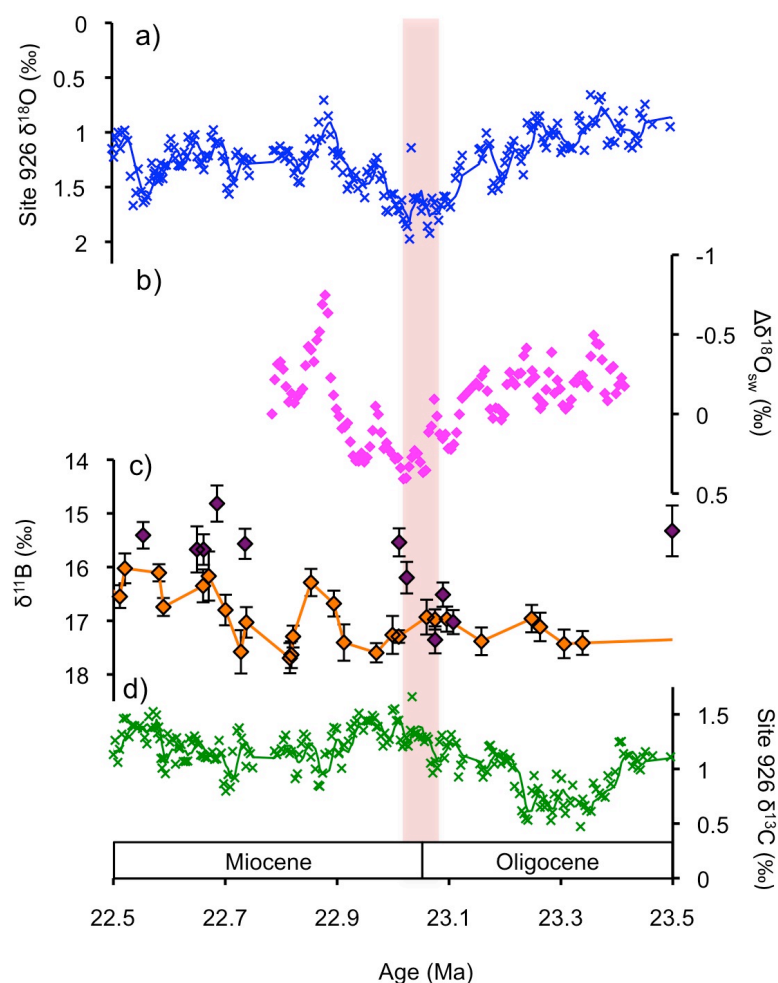 a)
0
0.5
1
1.5
2
Site 926 δ¹⁸O (‰)
b)
-1
-0.5
0
0.5
Δδ¹⁸O_sw (‰)
c)
14
15
16
17
18
δ¹¹B (‰)
d)
1.5
1
0.5
0
Site 926 δ¹³C (‰)
Miocene Oligocene
22.5 22.7 22.9 23.1 23.3 23.5
Age (Ma)